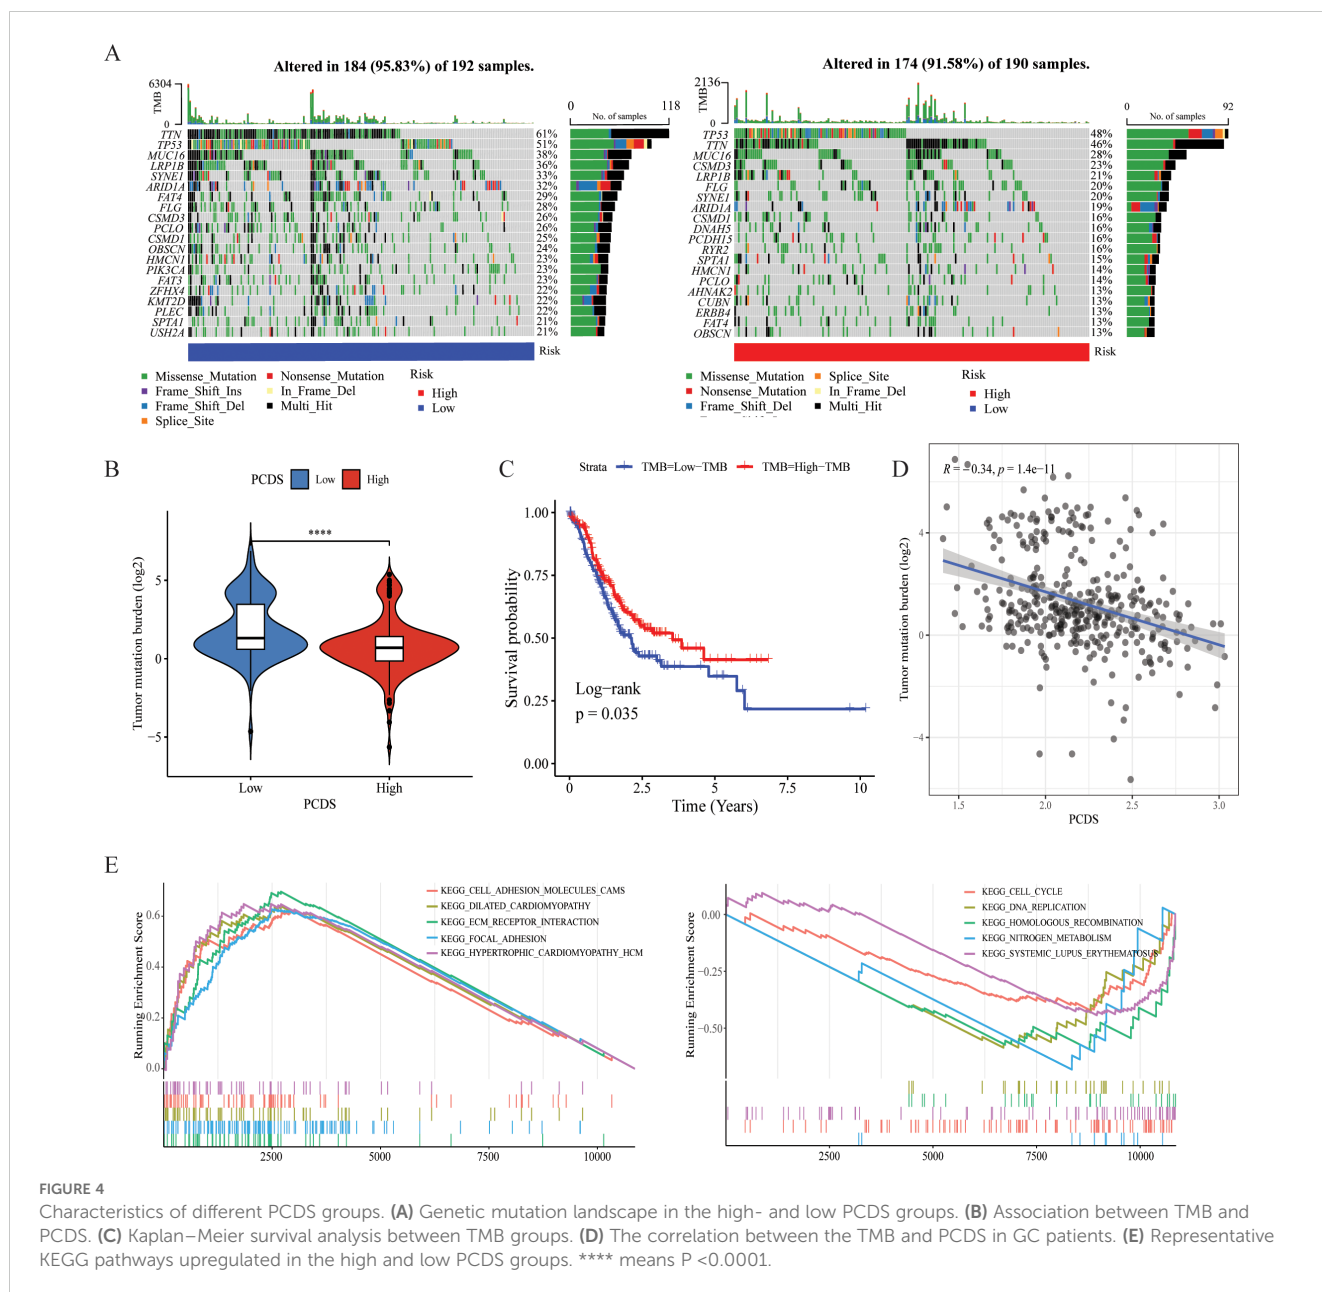 A
Altered in 184 (95.83%) of 192 samples.
6304
TMB
0
0
118
No. of samples
TTN 61%
TP53 51%
MUC16 38%
LRP1B 36%
SYNE1 33%
ARID1A 32%
FAT4 29%
FLG 28%
CSMD3 26%
PCLO 26%
CSMD1 25%
OBSCN 24%
HMCN1 23%
PIK3CA 23%
FAT3 23%
ZFHX4 22%
KMT2D 22%
PLEC 22%
SPTA1 21%
USH2A 21%
Risk
Missense_Mutation
Frame_Shift_Ins
Frame_Shift_Del
Splice_Site
Nonsense_Mutation
In_Frame_Del
Multi_Hit
Risk
High
Low
Altered in 174 (91.58%) of 190 samples.
2136
TMB
0
0
92
No. of samples
TP53 48%
TTN 46%
MUC16 28%
CSMD3 23%
LRP1B 21%
FLG 20%
SYNE1 20%
ARID1A 19%
CSMD1 16%
DNAH5 16%
PCDH15 16%
RYR2 16%
SPTA1 15%
HMCN1 14%
PCLO 14%
AHNAK2 13%
CUBN 13%
ERBB4 13%
FAT4 13%
OBSCN 13%
Risk
Missense_Mutation
Nonsense_Mutation
Frame_Shift_Del
Splice_Site
In_Frame_Del
Multi_Hit
Risk
High
Low
B
PCDS Low High
****
Tumor mutation burden (log2)
5
0
−5
Low High
PCDS
C
Strata TMB=Low−TMB TMB=High−TMB
Survival probability
1.00
0.75
0.50
0.25
0.00
Log−rank
p = 0.035
0 2.5 5 7.5 10
Time (Years)
D
R = −0.34, p = 1.4e−11
Tumor mutation burden (log2)
4
0
−4
1.5 2.0 2.5 3.0
PCDS
E
Running Enrichment Score
0.6
0.4
0.2
0.0
KEGG_CELL_ADHESION_MOLECULES_CAMS
KEGG_DILATED_CARDIOMYOPATHY
KEGG_ECM_RECEPTOR_INTERACTION
KEGG_FOCAL_ADHESION
KEGG_HYPERTROPHIC_CARDIOMYOPATHY_HCM
2500 5000 7500 10000
Running Enrichment Score
0.00
−0.25
−0.50
KEGG_CELL_CYCLE
KEGG_DNA_REPLICATION
KEGG_HOMOLOGOUS_RECOMBINATION
KEGG_NITROGEN_METABOLISM
KEGG_SYSTEMIC_LUPUS_ERYTHEMATOSUS
2500 5000 7500 10000
FIGURE 4
Characteristics of different PCDS groups. (A) Genetic mutation landscape in the high- and low PCDS groups. (B) Association between TMB and
PCDS. (C) Kaplan–Meier survival analysis between TMB groups. (D) The correlation between the TMB and PCDS in GC patients. (E) Representative
KEGG pathways upregulated in the high and low PCDS groups. **** means P <0.0001.